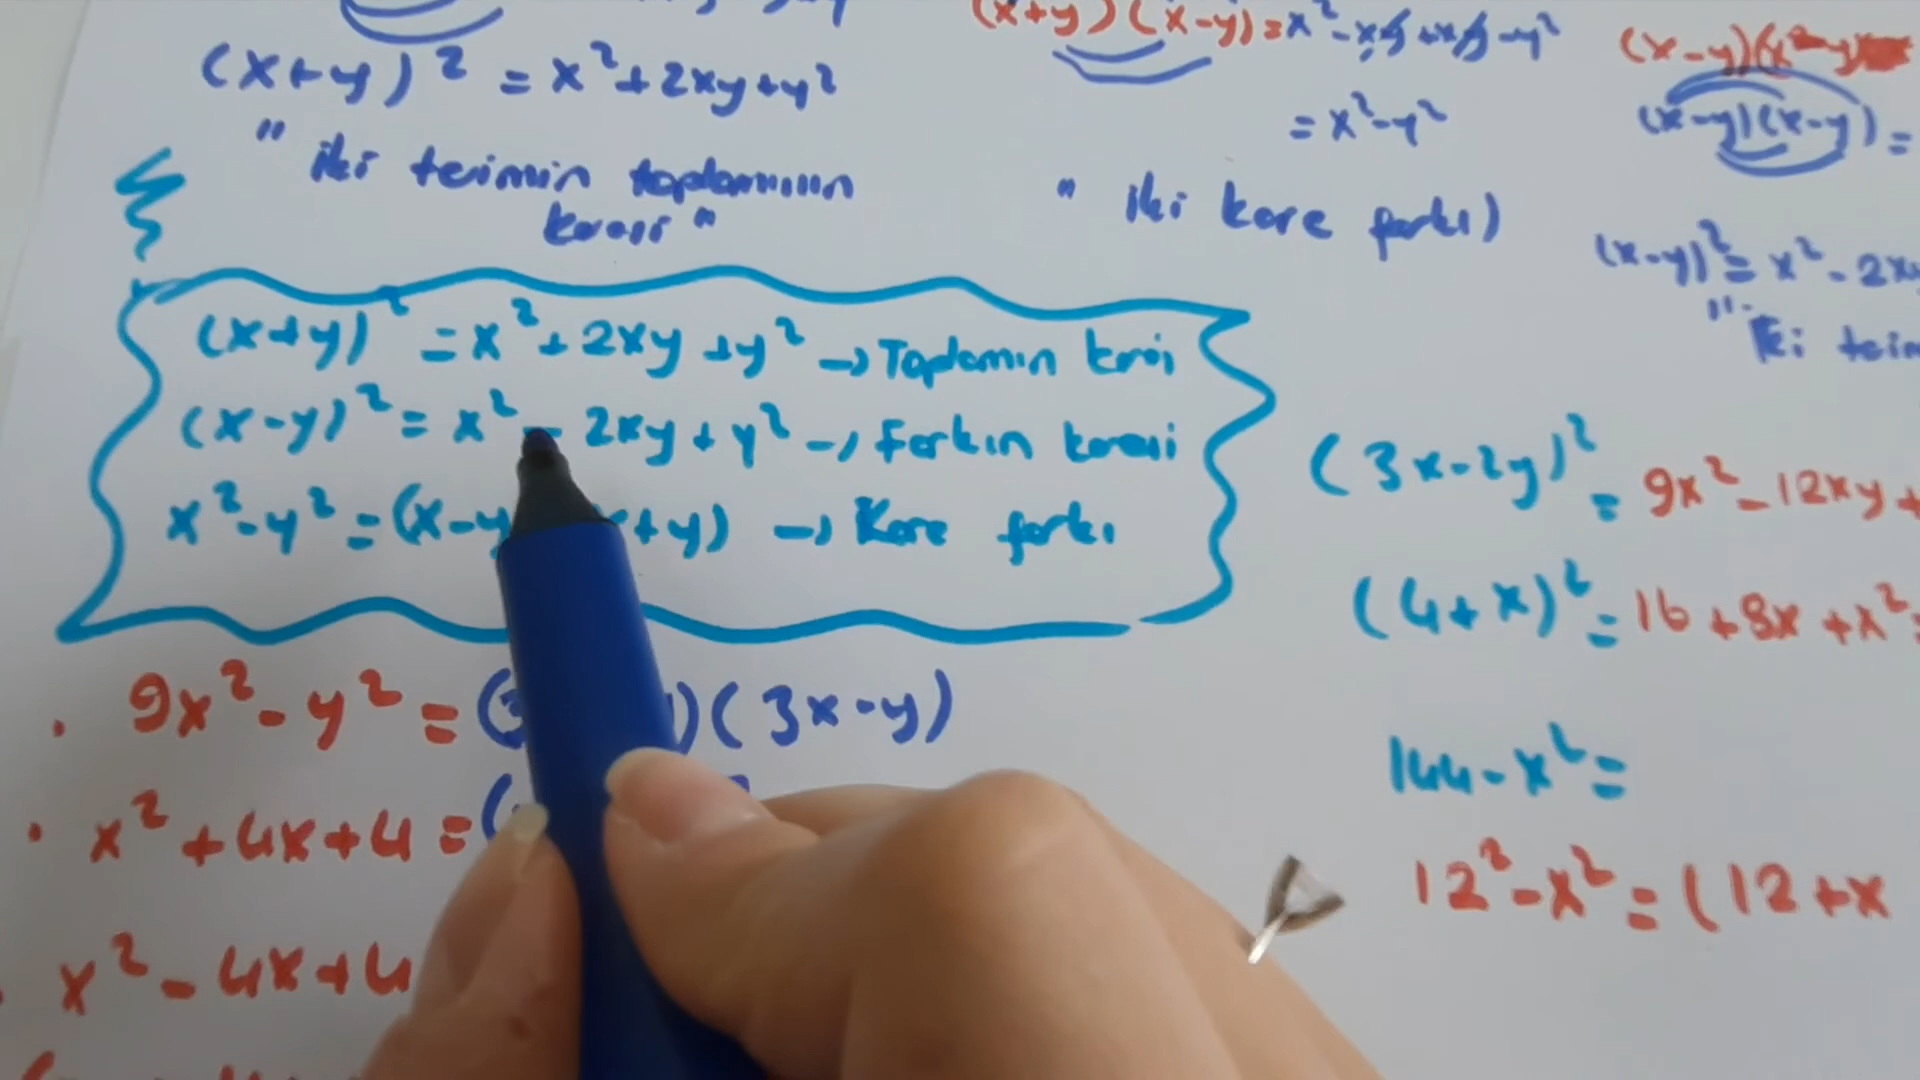 (x+y)² = x²+2xy+y²
" iki terimin toplamının
karesi "
(x+y)(x-y)=x²-xy+xy-y²
= x²-y²
" iki kare farkı)
(x-y)(x-y) =
(x-y)² = x² - 2xy
" iki
(x+y)² = x²+2xy+y² → Toplamın
(x-y)² = x² - 2xy + y² → Farkın karesi
x²-y² = (x-y +y) → Kare farkı
(3x-2y)² = 9x²-12xy+
(4+x)² = 16+8x+x²=
144-x² =
12²-x² = (12+x
• 9x²-y² = ( )(3x-y)
• x²+4x+4 = (
x²-4x+4